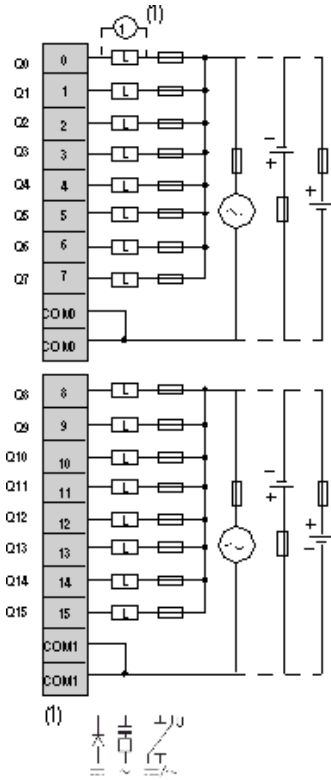 1 (1)
Q0 0 L
Q1 1 L
Q2 2 L
Q3 3 L
Q4 4 L
Q5 5 L
Q6 6 L
Q7 7 L
COM0
COM0
- + + -
Q8 8 L
Q9 9 L
Q10 10 L
Q11 11 L
Q12 12 L
Q13 13 L
Q14 14 L
Q15 15 L
COM1
COM1
- + + -
(1)
U